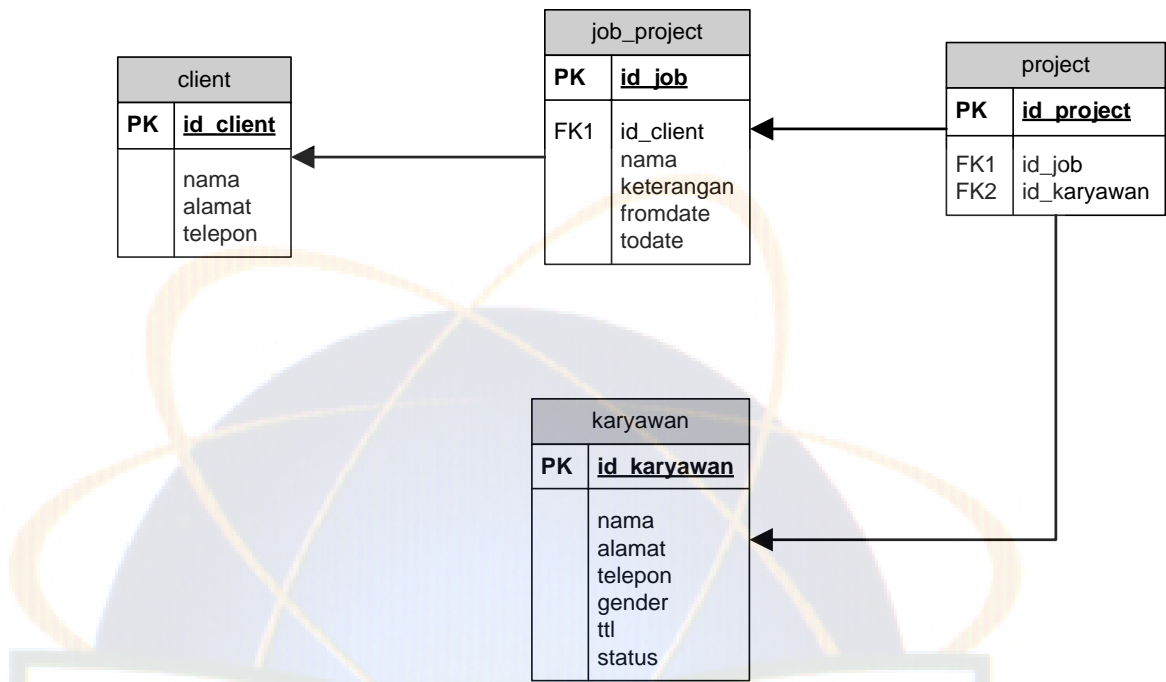 client
PK id_client
nama
alamat
telepon
job_project
PK id_job
FK1 id_client
nama
keterangan
fromdate
todate
project
PK id_project
FK1 id_job
FK2 id_karyawan
karyawan
PK id_karyawan
nama
alamat
telepon
gender
ttl
status